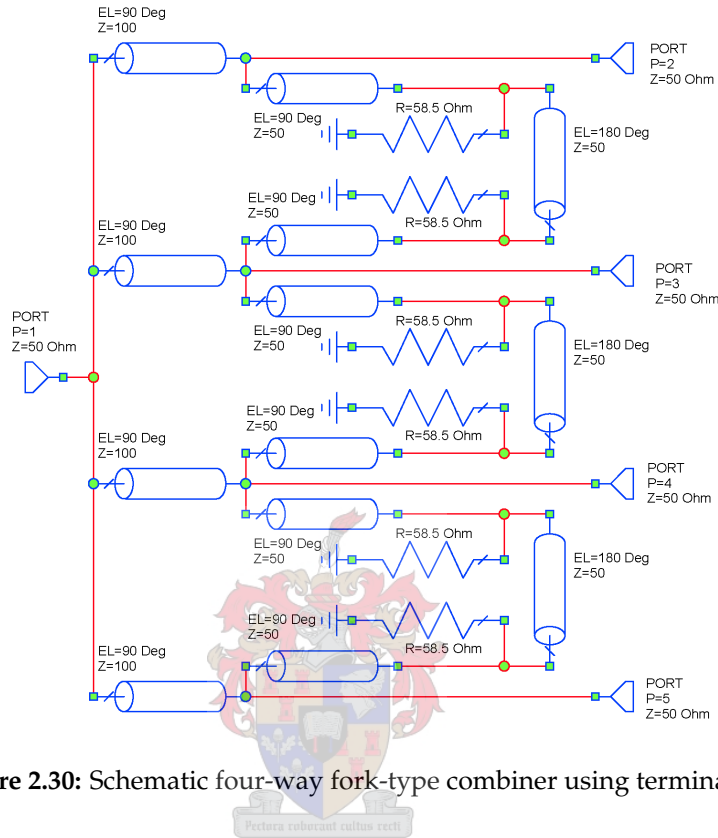 EL=90 Deg
Z=100
PORT
P=2
Z=50 Ohm
EL=90 Deg
Z=50
R=58.5 Ohm
EL=180 Deg
Z=50
EL=90 Deg
Z=50
R=58.5 Ohm
EL=90 Deg
Z=100
PORT
P=3
Z=50 Ohm
PORT
P=1
Z=50 Ohm
EL=90 Deg
Z=50
R=58.5 Ohm
EL=180 Deg
Z=50
EL=90 Deg
Z=50
R=58.5 Ohm
EL=90 Deg
Z=100
PORT
P=4
Z=50 Ohm
EL=90 Deg
Z=50
R=58.5 Ohm
EL=180 Deg
Z=50
EL=90 Deg
Z=50
R=58.5 Ohm
EL=90 Deg
Z=100
PORT
P=5
Z=50 Ohm
re 2.30: Schematic four-way fork-type combiner using termina
Pectora roborant cultus recti